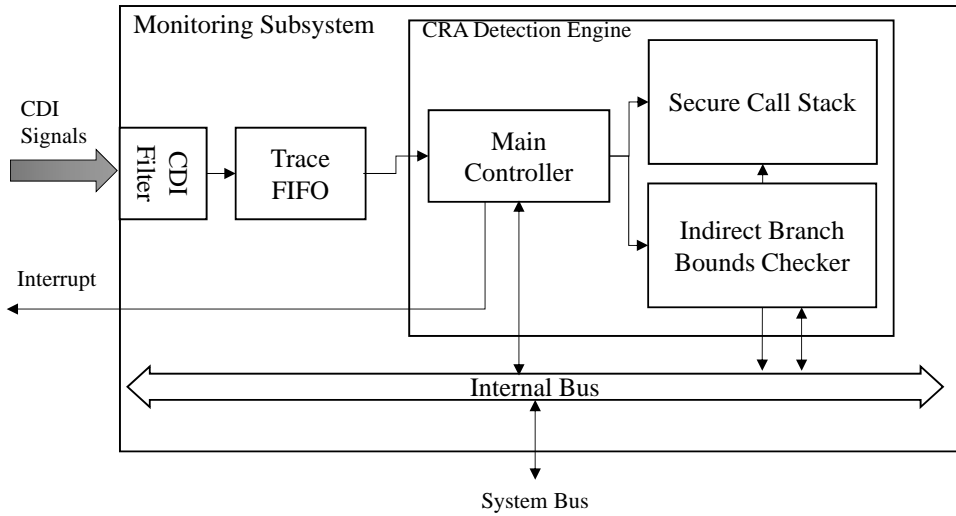 Monitoring Subsystem
CRA Detection Engine
CDI
Signals
CDI
Filter
Trace
FIFO
Main
Controller
Secure Call Stack
Indirect Branch
Bounds Checker
Interrupt
Internal Bus
System Bus